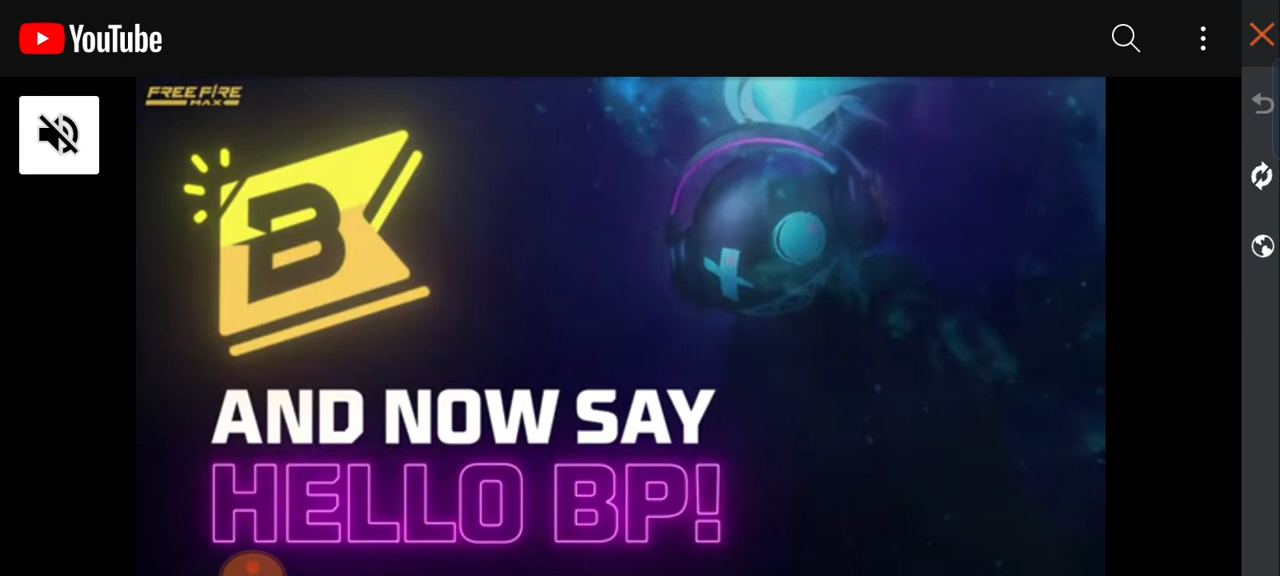 YouTube
FREE FIRE
MAX
B
AND NOW SAY
HELLO BP!